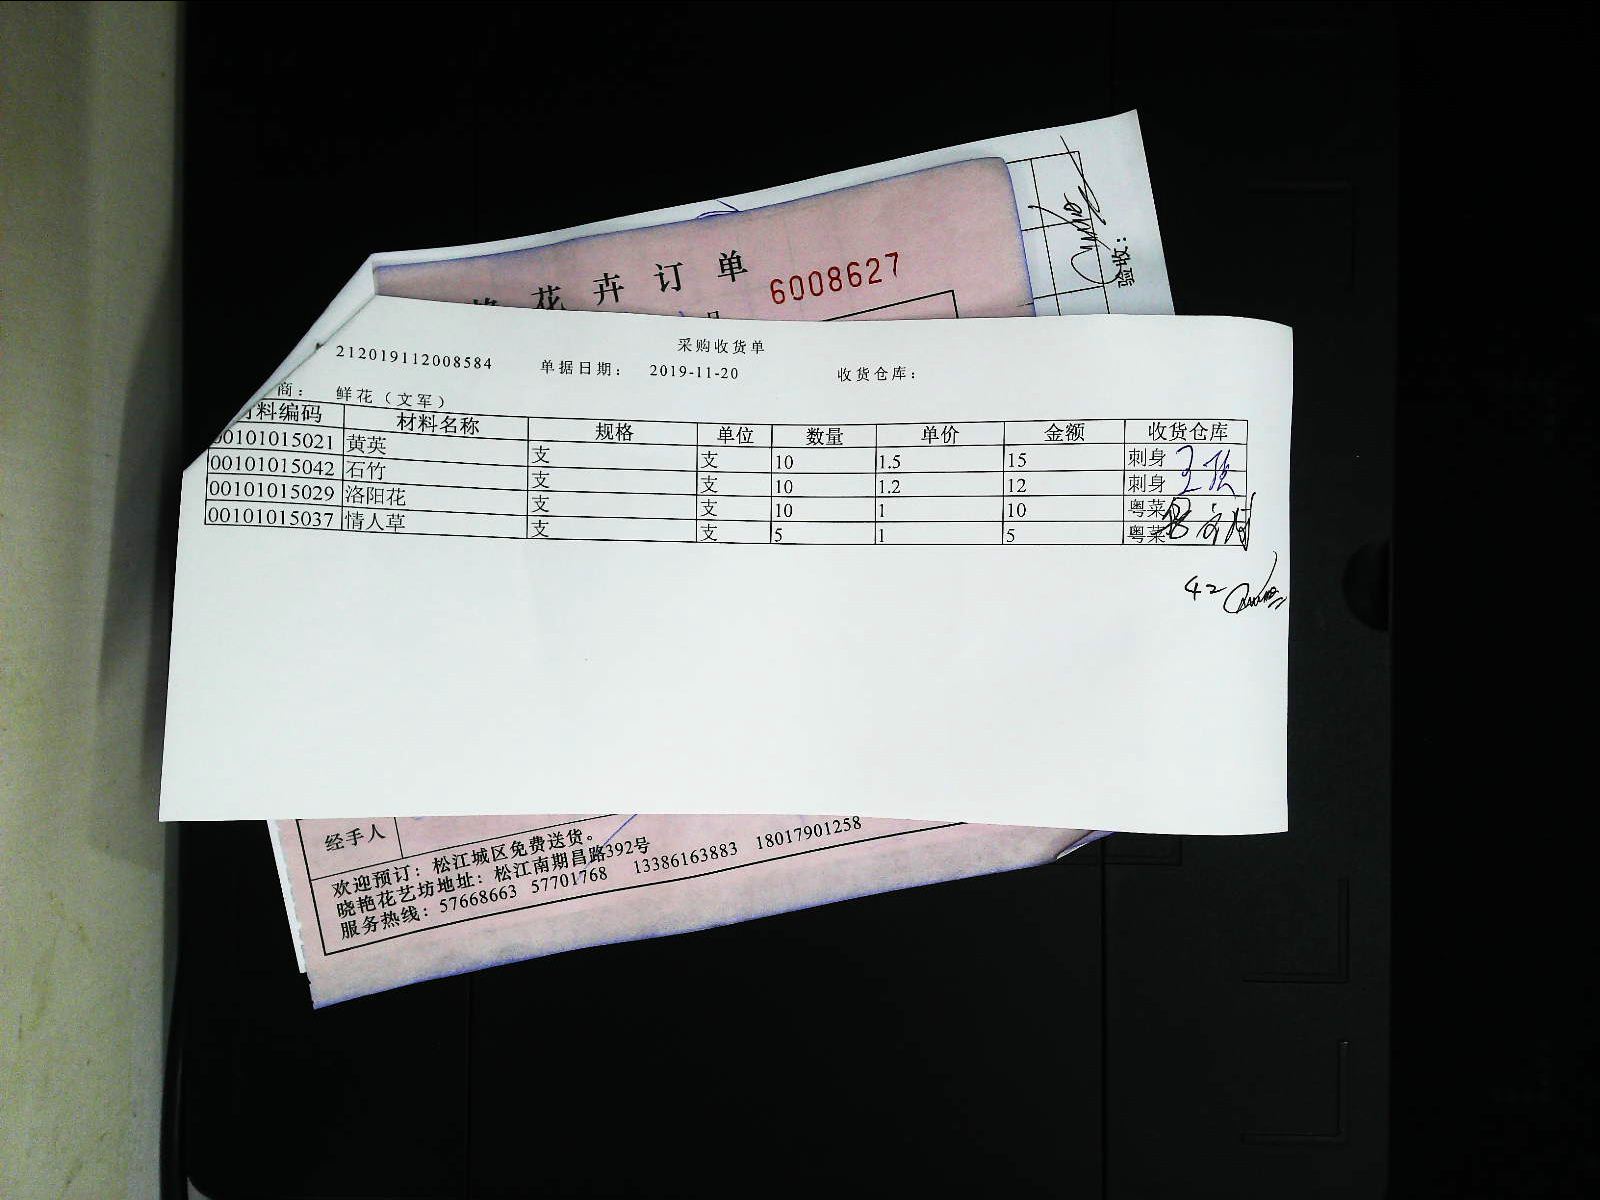 花卉订单 6008627
验收：
采购收货单
212019112008584 单据日期： 2019-11-20 收货仓库：
商： 鲜花（文军）
材料编码 材料名称 规格 单位 数量 单价 金额 收货仓库
00101015021 黄英 支 支 10 1.5 15 刺身
00101015042 石竹 支 支 10 1.2 12 刺身
00101015029 洛阳花 支 支 10 1 10 粤菜
00101015037 情人草 支 支 5 1 5 粤菜
42
经手人
欢迎预订：松江城区免费送货。
晓艳花艺坊地址：松江南期昌路392号
服务热线：57668663 57701768 13386163883 18017901258